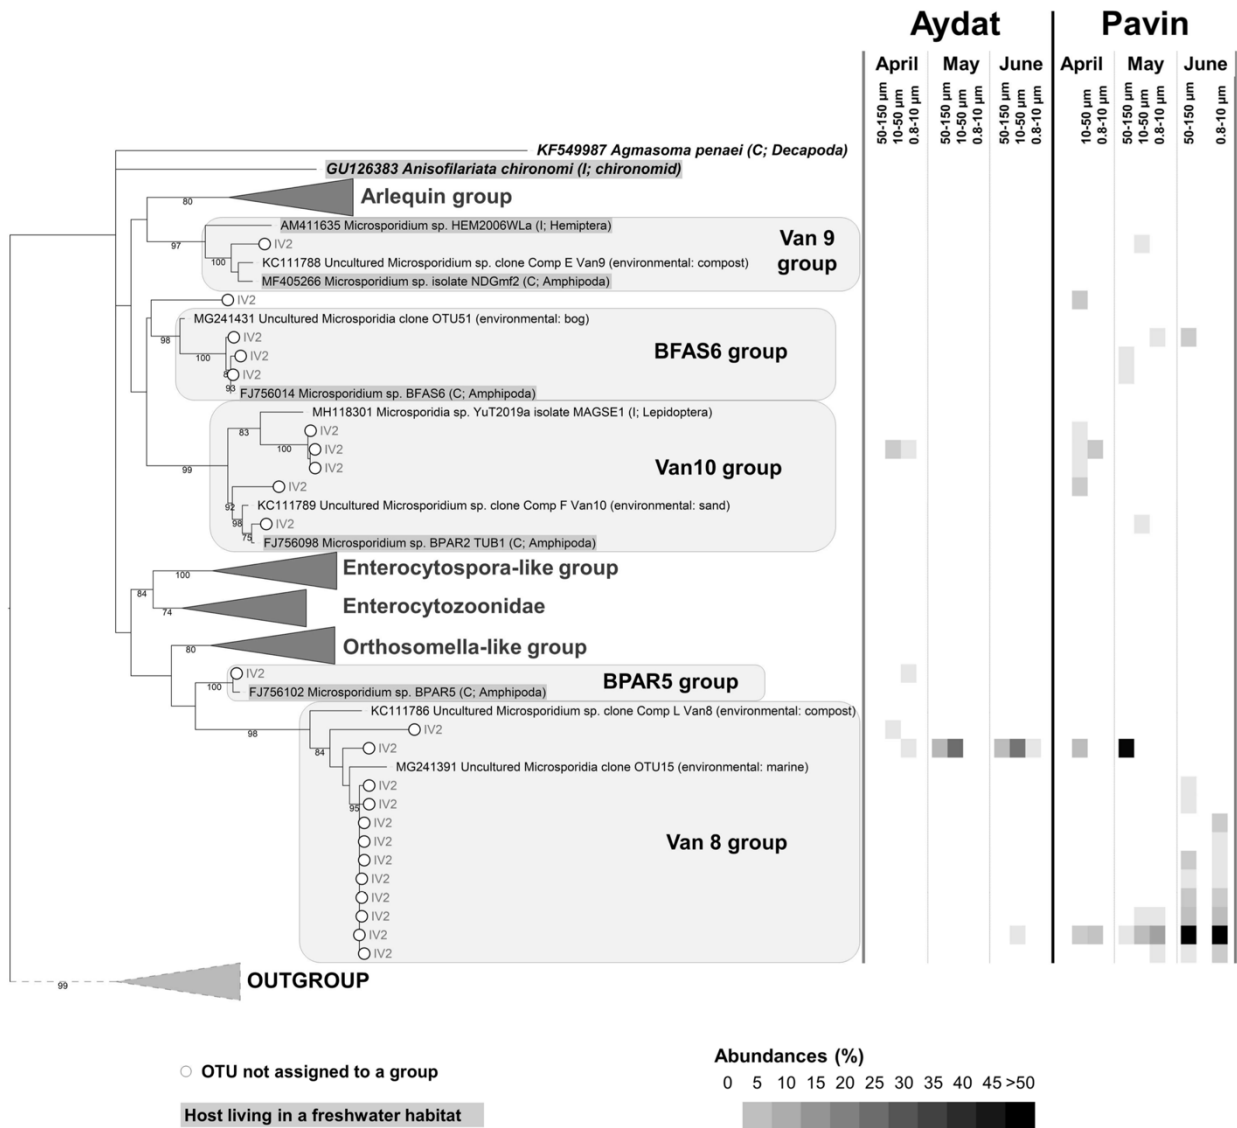 Aydat
Pavin
April May June April May June
50-150 µm 10-50 µm 0.8-10 µm 50-150 µm 10-50 µm 0.8-10 µm 50-150 µm 10-50 µm 0.8-10 µm 10-50 µm 0.8-10 µm 50-150 µm 10-50 µm 0.8-10 µm 50-150 µm 0.8-10 µm
KF549987 Agmasoma penaei (C; Decapoda)
GU126383 Anisofilariata chironomi (I; chironomid)
80
Arlequin group
AM411635 Microsporidium sp. HEM2006WLa (I; Hemiptera)
Van 9
group
97
IV2
100
KC111788 Uncultured Microsporidium sp. clone Comp E Van9 (environmental: compost)
MF405266 Microsporidium sp. isolate NDGmf2 (C; Amphipoda)
IV2
MG241431 Uncultured Microsporidia clone OTU51 (environmental: bog)
98
IV2
BFAS6 group
100
IV2
IV2
93
FJ756014 Microsporidium sp. BFAS6 (C; Amphipoda)
MH118301 Microsporidia sp. YuT2019a isolate MAGSE1 (I; Lepidoptera)
83
IV2
100
IV2
99
IV2
Van10 group
IV2
92
KC111789 Uncultured Microsporidium sp. clone Comp F Van10 (environmental: sand)
98
IV2
75
FJ756098 Microsporidium sp. BPAR2 TUB1 (C; Amphipoda)
100
Enterocytospora-like group
84
74
Enterocytozoonidae
80
Orthosomella-like group
IV2
BPAR5 group
100
FJ756102 Microsporidium sp. BPAR5 (C; Amphipoda)
KC111786 Uncultured Microsporidium sp. clone Comp L Van8 (environmental: compost)
98
IV2
84
IV2
MG241391 Uncultured Microsporidia clone OTU15 (environmental: marine)
IV2
95
IV2
IV2
IV2
Van 8 group
IV2
IV2
IV2
IV2
IV2
IV2
99
OUTGROUP
OTU not assigned to a group
Host living in a freshwater habitat
Abundances (%)
0 5 10 15 20 25 30 35 40 45 >50